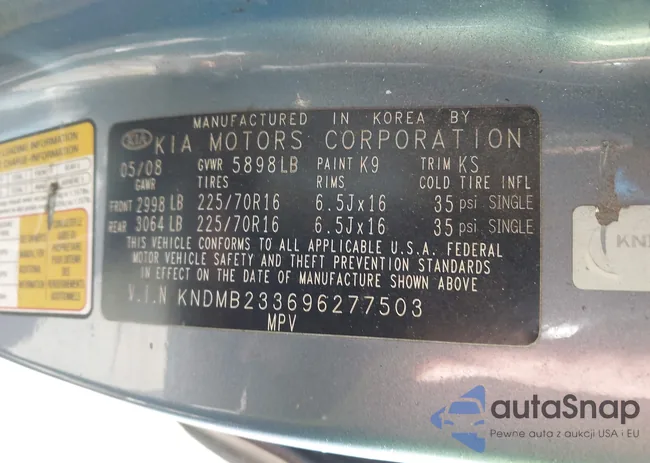 MANUFACTURED IN KOREA BY
KIA KIA MOTORS CORPORATION
05/08 GVWR 5898LB PAINT K9 TRIM KS
GAWR TIRES RIMS COLD TIRE INFL
FRONT 2998 LB 225/70R16 6.5Jx16 35 psi SINGLE
REAR 3064 LB 225/70R16 6.5Jx16 35 psi SINGLE
THIS VEHICLE CONFORMS TO ALL APPLICABLE U.S.A. FEDERAL
MOTOR VEHICLE SAFETY AND THEFT PREVENTION STANDARDS
IN EFFECT ON THE DATE OF MANUFACTURE SHOWN ABOVE
V.I.N KNDMB233696277503
MPV
KND
autaSnap
Pewne auta z aukcji USA i EU